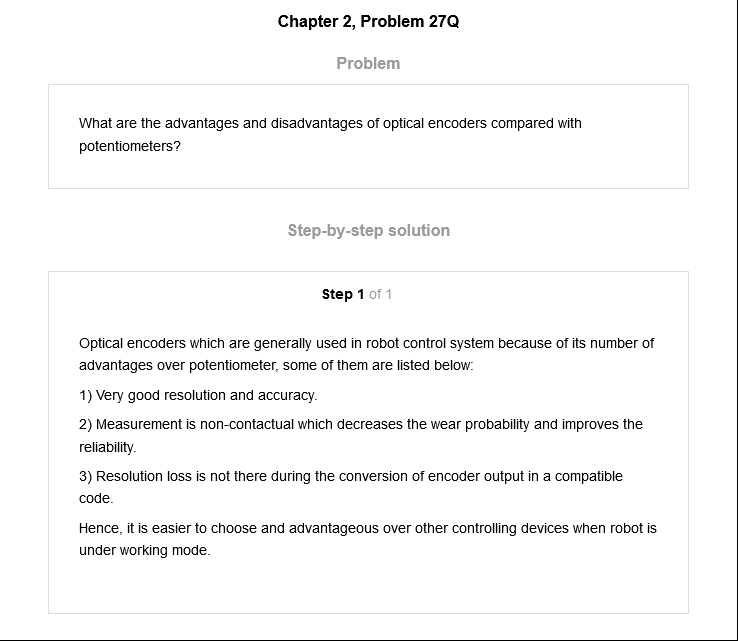 Chapter 2, Problem 27Q
Problem
What are the advantages and disadvantages of optical encoders compared with
potentiometers?
Step-by-step solution
Step 1 of 1
Optical encoders which are generally used in robot control system because of its number of
advantages over potentiometer, some of them are listed below:
1) Very good resolution and accuracy.
2) Measurement is non-contactual which decreases the wear probability and improves the
reliability.
3) Resolution loss is not there during the conversion of encoder output in a compatible
code.
Hence, it is easier to choose and advantageous over other controlling devices when robot is
under working mode.